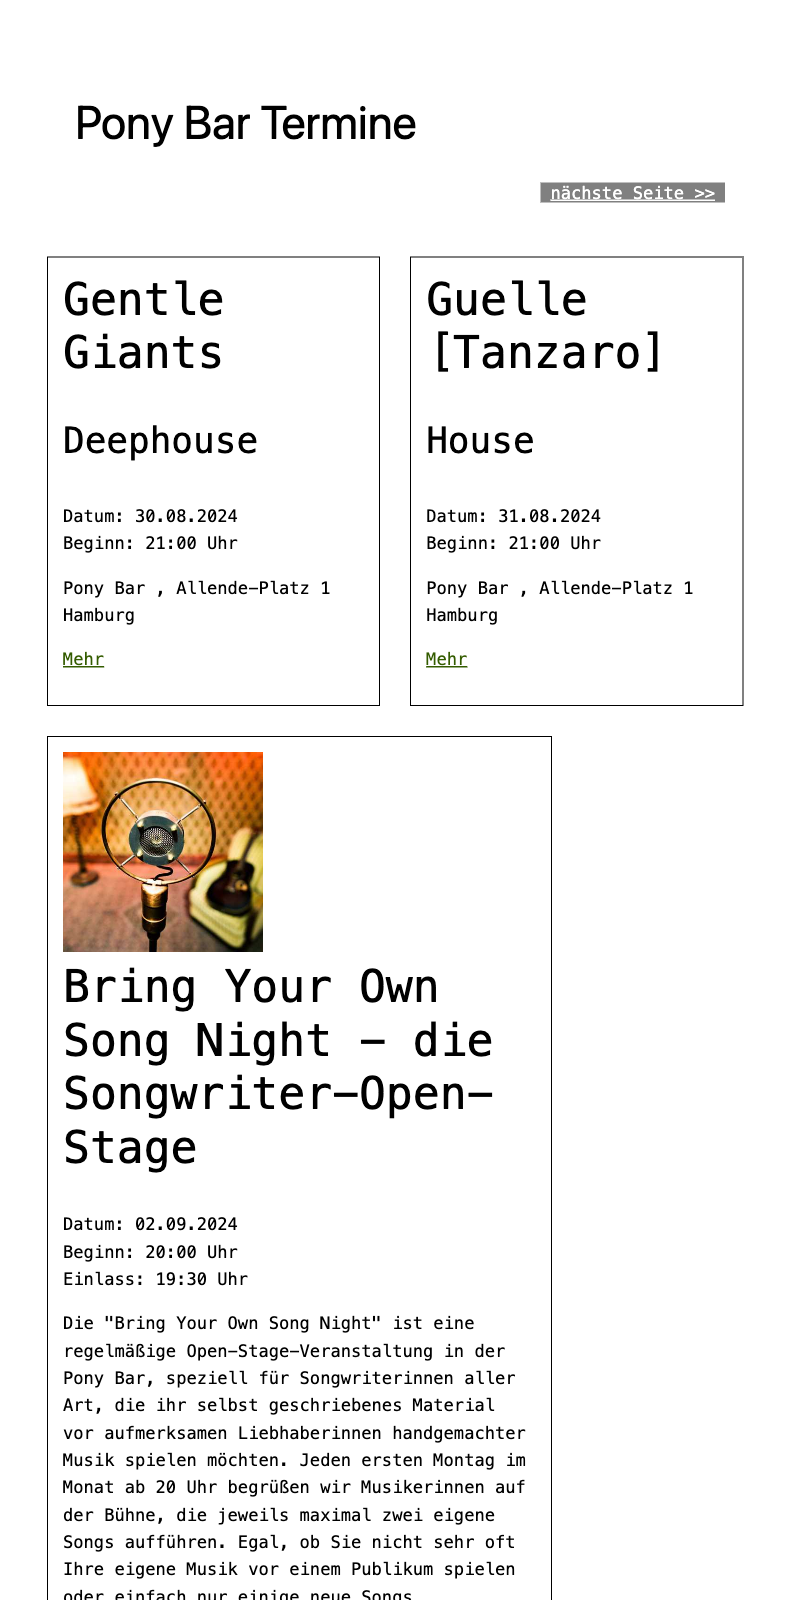 Pony Bar Termine
nächste Seite >>
Gentle
Giants
Deephouse
Datum: 30.08.2024
Beginn: 21:00 Uhr
Pony Bar , Allende-Platz 1
Hamburg
Mehr
Guelle
[Tanzaro]
House
Datum: 31.08.2024
Beginn: 21:00 Uhr
Pony Bar , Allende-Platz 1
Hamburg
Mehr
Bring Your Own
Song Night - die
Songwriter-Open-
Stage
Datum: 02.09.2024
Beginn: 20:00 Uhr
Einlass: 19:30 Uhr
Die "Bring Your Own Song Night" ist eine
regelmäßige Open-Stage-Veranstaltung in der
Pony Bar, speziell für Songwriterinnen aller
Art, die ihr selbst geschriebenes Material
vor aufmerksamen Liebhaberinnen handgemachter
Musik spielen möchten. Jeden ersten Montag im
Monat ab 20 Uhr begrüßen wir Musikerinnen auf
der Bühne, die jeweils maximal zwei eigene
Songs aufführen. Egal, ob Sie nicht sehr oft
Ihre eigene Musik vor einem Publikum spielen
oder einfach nur einige neue Songs